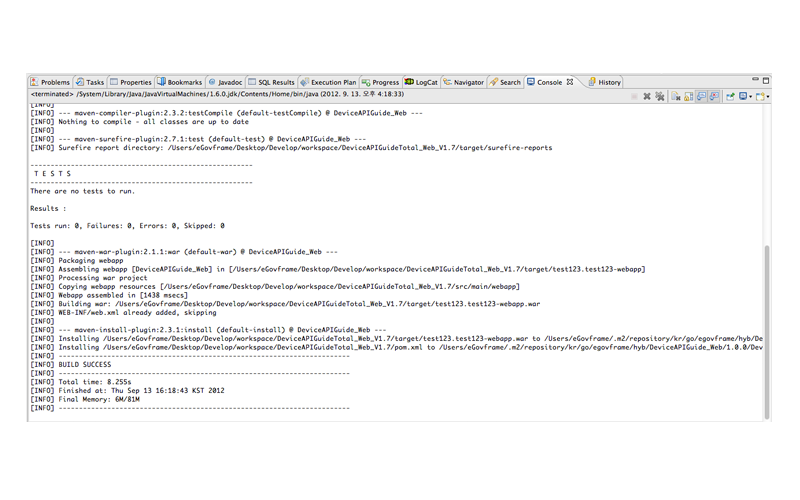 Problems Tasks Properties Bookmarks Javadoc SQL Results Execution Plan Progress LogCat Navigator Search Console History
<terminated> /System/Library/Java/JavaVirtualMachines/1.6.0.jdk/Contents/Home/bin/java (2012. 9. 13. 오후 4:18:33)
[INFO]
[INFO] --- maven-compiler-plugin:2.3.2:testCompile (default-testCompile) @ DeviceAPIGuide_Web ---
[INFO] Nothing to compile - all classes are up to date
[INFO]
[INFO] --- maven-surefire-plugin:2.7.1:test (default-test) @ DeviceAPIGuide_Web ---
[INFO] Surefire report directory: /Users/eGovframe/Desktop/Develop/workspace/DeviceAPIGuideTotal_Web_V1.7/target/surefire-reports
-------------------------------------------------------
T E S T S
-------------------------------------------------------
There are no tests to run.
Results :
Tests run: 0, Failures: 0, Errors: 0, Skipped: 0
[INFO]
[INFO] --- maven-war-plugin:2.1.1:war (default-war) @ DeviceAPIGuide_Web ---
[INFO] Packaging webapp
[INFO] Assembling webapp [DeviceAPIGuide_Web] in [/Users/eGovframe/Desktop/Develop/workspace/DeviceAPIGuideTotal_Web_V1.7/target/test123.test123-webapp]
[INFO] Processing war project
[INFO] Copying webapp resources [/Users/eGovframe/Desktop/Develop/workspace/DeviceAPIGuideTotal_Web_V1.7/src/main/webapp]
[INFO] Webapp assembled in [1438 msecs]
[INFO] Building war: /Users/eGovframe/Desktop/Develop/workspace/DeviceAPIGuideTotal_Web_V1.7/target/test123.test123-webapp.war
[INFO] WEB-INF/web.xml already added, skipping
[INFO]
[INFO] --- maven-install-plugin:2.3.1:install (default-install) @ DeviceAPIGuide_Web ---
[INFO] Installing /Users/eGovframe/Desktop/Develop/workspace/DeviceAPIGuideTotal_Web_V1.7/target/test123.test123-webapp.war to /Users/eGovframe/.m2/repository/kr/go/egovframe/hyb/De
[INFO] Installing /Users/eGovframe/Desktop/Develop/workspace/DeviceAPIGuideTotal_Web_V1.7/pom.xml to /Users/eGovframe/.m2/repository/kr/go/egovframe/hyb/DeviceAPIGuide_Web/1.0.0/Dev
[INFO] ------------------------------------------------------------------------
[INFO] BUILD SUCCESS
[INFO] ------------------------------------------------------------------------
[INFO] Total time: 8.255s
[INFO] Finished at: Thu Sep 13 16:18:43 KST 2012
[INFO] Final Memory: 6M/81M
[INFO] ------------------------------------------------------------------------